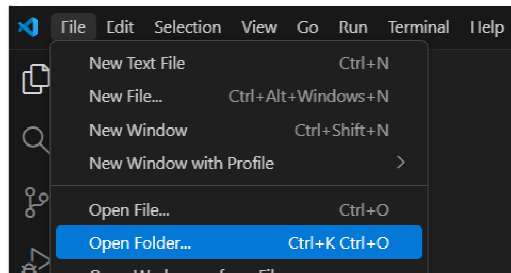 File Edit Selection View Go Run Terminal Help
New Text File Ctrl+N
New File... Ctrl+Alt+Windows+N
New Window Ctrl+Shift+N
New Window with Profile
Open File... Ctrl+O
Open Folder... Ctrl+K Ctrl+O